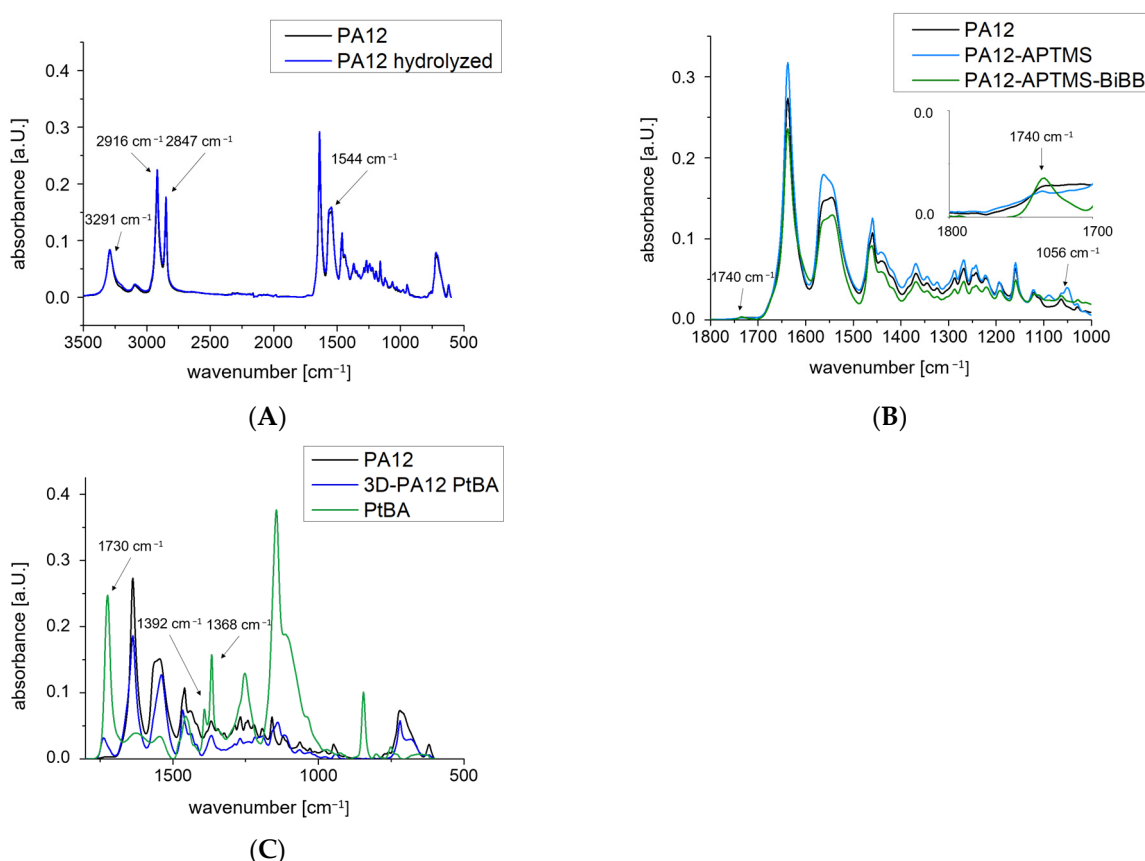 PA12
PA12 hydrolyzed
0.4
0.3
0.2
0.1
0.0
2916 cm⁻¹
2847 cm⁻¹
1544 cm⁻¹
3291 cm⁻¹
absorbance [a.U.]
3500
3000
2500
2000
1500
1000
500
wavenumber [cm⁻¹]
(A)
PA12
PA12-APTMS
PA12-APTMS-BiBB
0.3
0.2
0.1
0.0
0.0
1740 cm⁻¹
0.0
1800
1700
1740 cm⁻¹
1056 cm⁻¹
absorbance [a.U.]
1800
1700
1600
1500
1400
1300
1200
1100
1000
wavenumber [cm⁻¹]
(B)
PA12
3D-PA12 PtBA
PtBA
0.4
0.3
0.2
0.1
0.0
1730 cm⁻¹
1392 cm⁻¹
1368 cm⁻¹
absorbance [a.U.]
1500
1000
500
wavenumber [cm⁻¹]
(C)